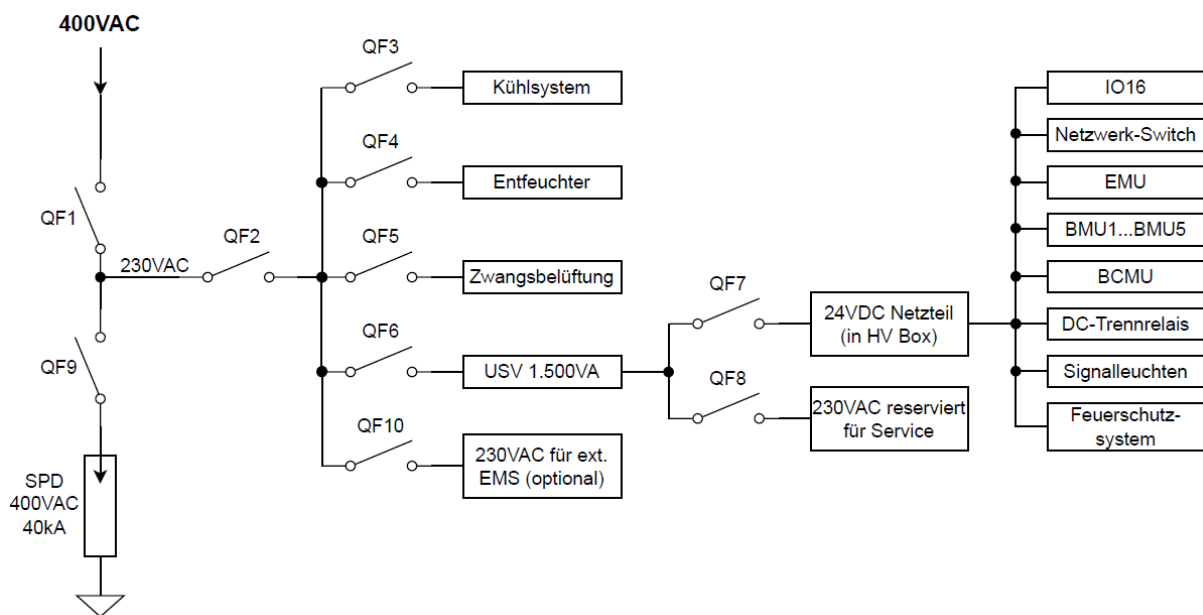 400VAC
QF1
230VAC
QF9
SPD
400VAC
40kA
QF2
QF3
Kühlsystem
QF4
Entfeuchter
QF5
Zwangsbelüftung
QF6
USV 1.500VA
QF10
230VAC für ext.
EMS (optional)
QF7
24VDC Netzteil
(in HV Box)
QF8
230VAC reserviert
für Service
IO16
Netzwerk-Switch
EMU
BMU1...BMU5
BCMU
DC-Trennrelais
Signalleuchten
Feuerschutz-
system